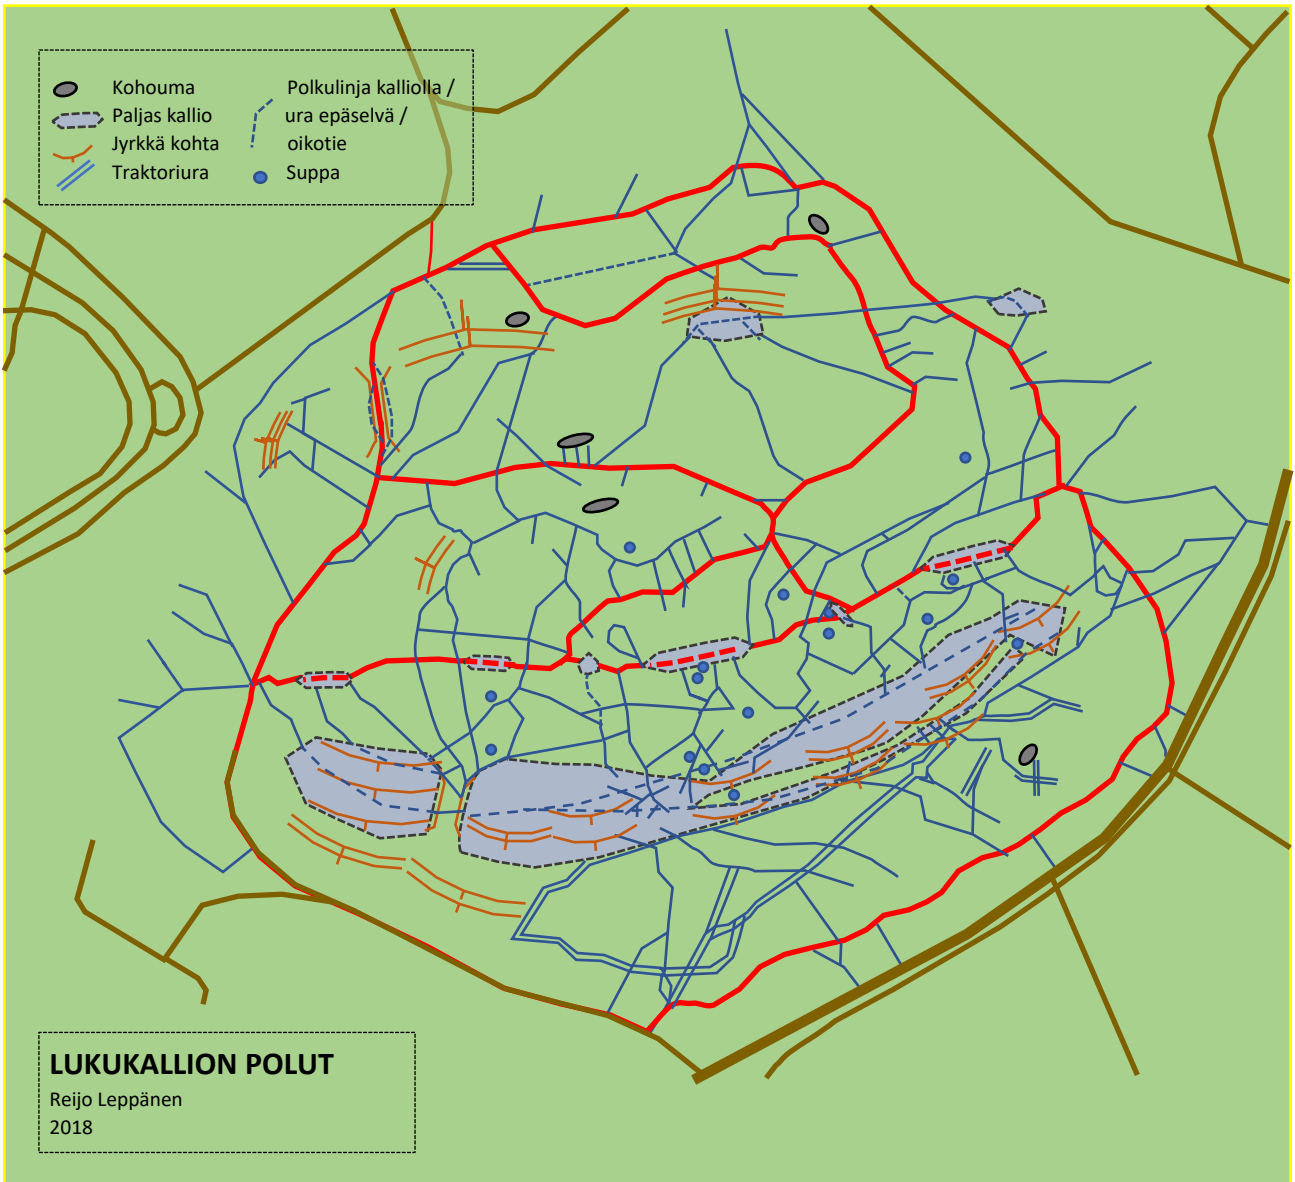 Kohouma
Paljas kallio
Jyrkkä kohta
Traktoriura
Polkulinja kalliolla /
ura epäselvä /
oikotie
Suppa
LUKUKALLION POLUT
Reijo Leppänen
2018